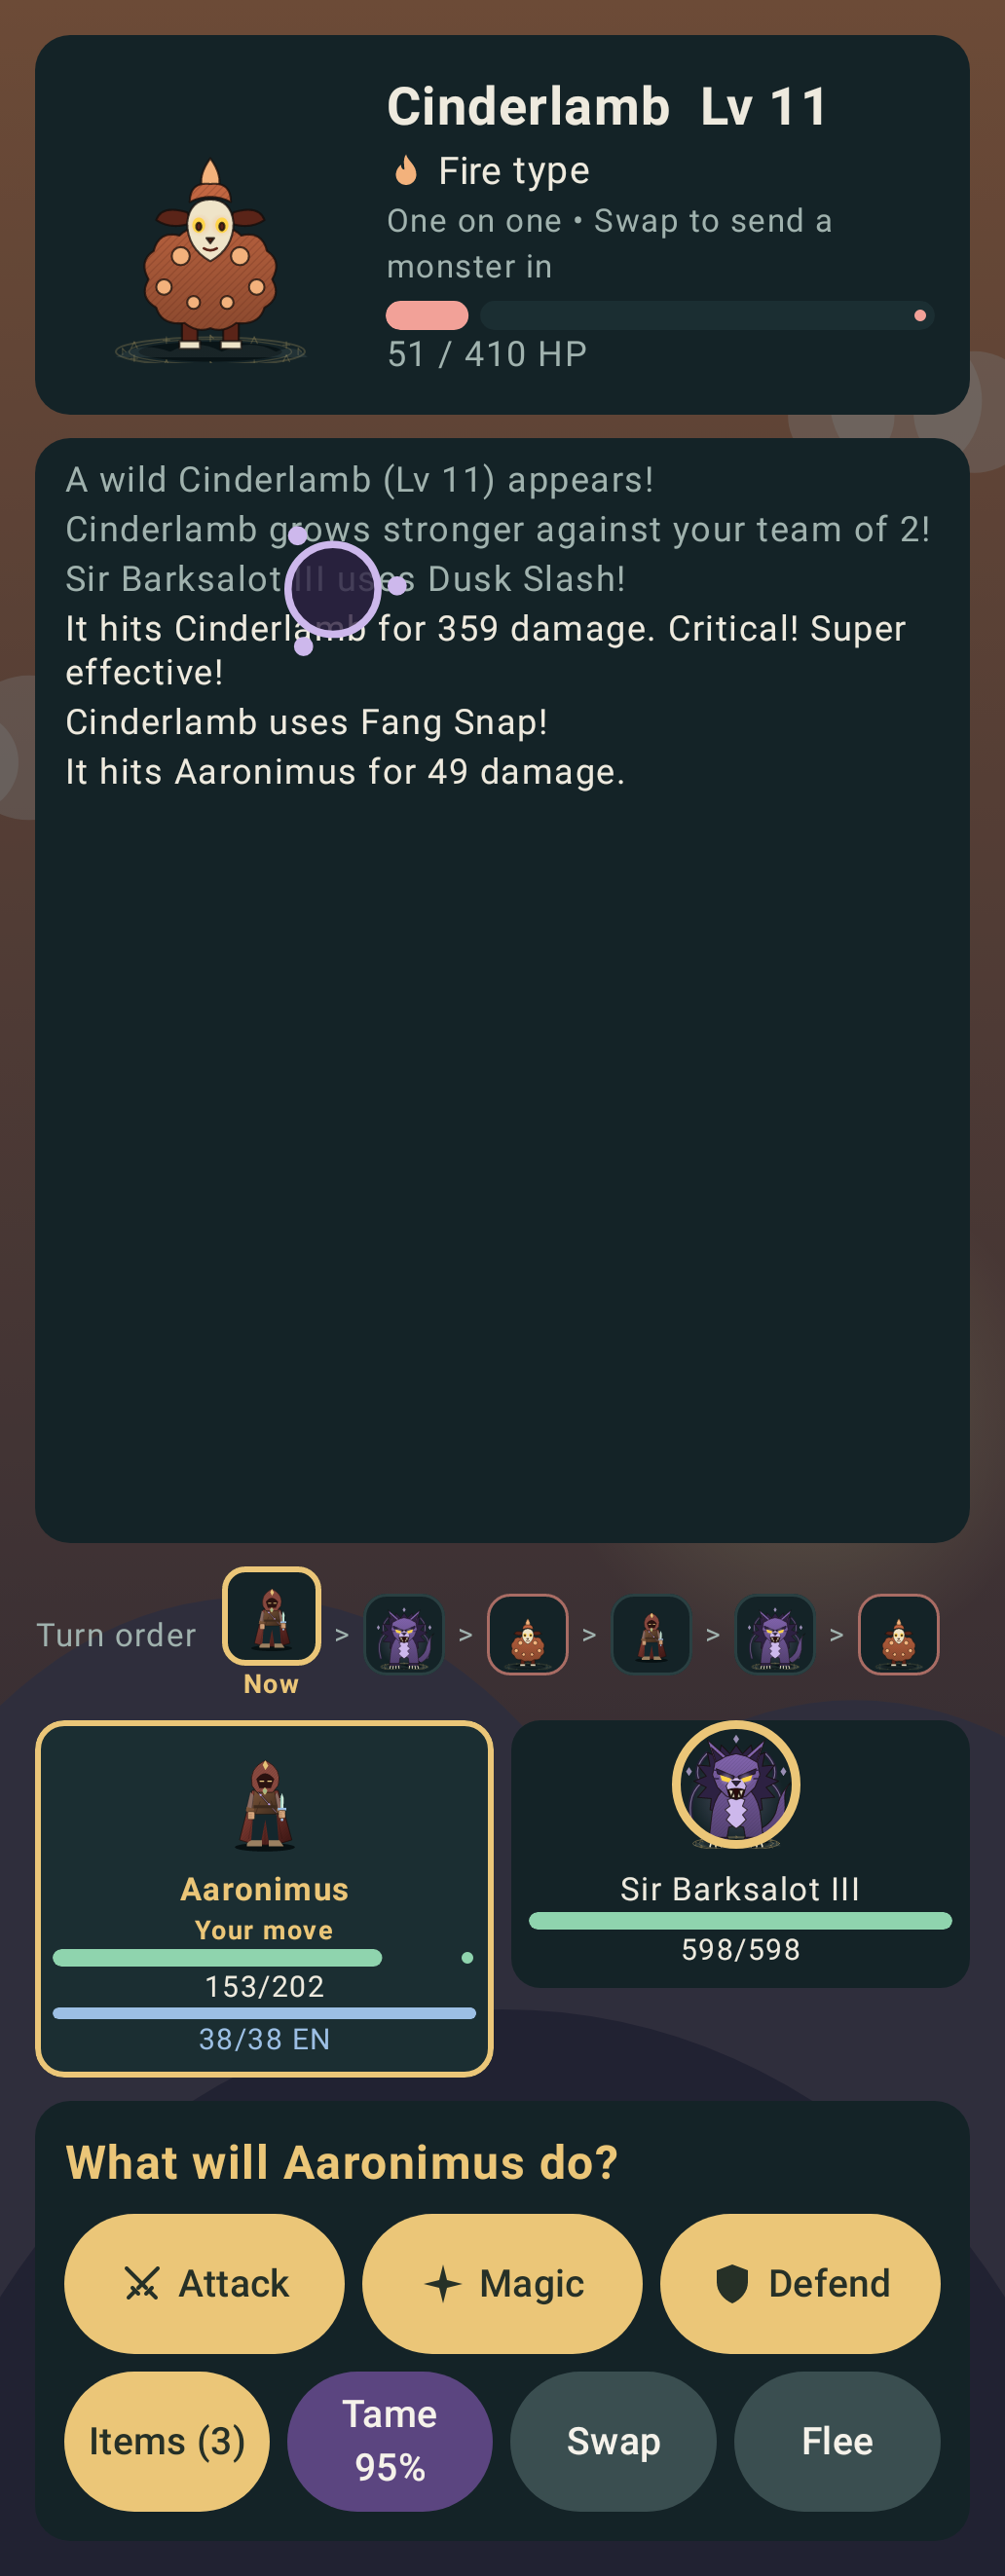 Cinderlamb Lv 11
Fire type
One on one • Swap to send a
monster in
51 / 410 HP
A wild Cinderlamb (Lv 11) appears!
Cinderlamb grows stronger against your team of 2!
Sir Barksalot III uses Dusk Slash!
It hits Cinderlamb for 359 damage. Critical! Super
effective!
Cinderlamb uses Fang Snap!
It hits Aaronimus for 49 damage.
Turn order > > > > >
Now
Aaronimus
Your move
153/202
38/38 EN
Sir Barksalot III
598/598
What will Aaronimus do?
Attack
Magic
Defend
Items (3)
Tame
95%
Swap
Flee